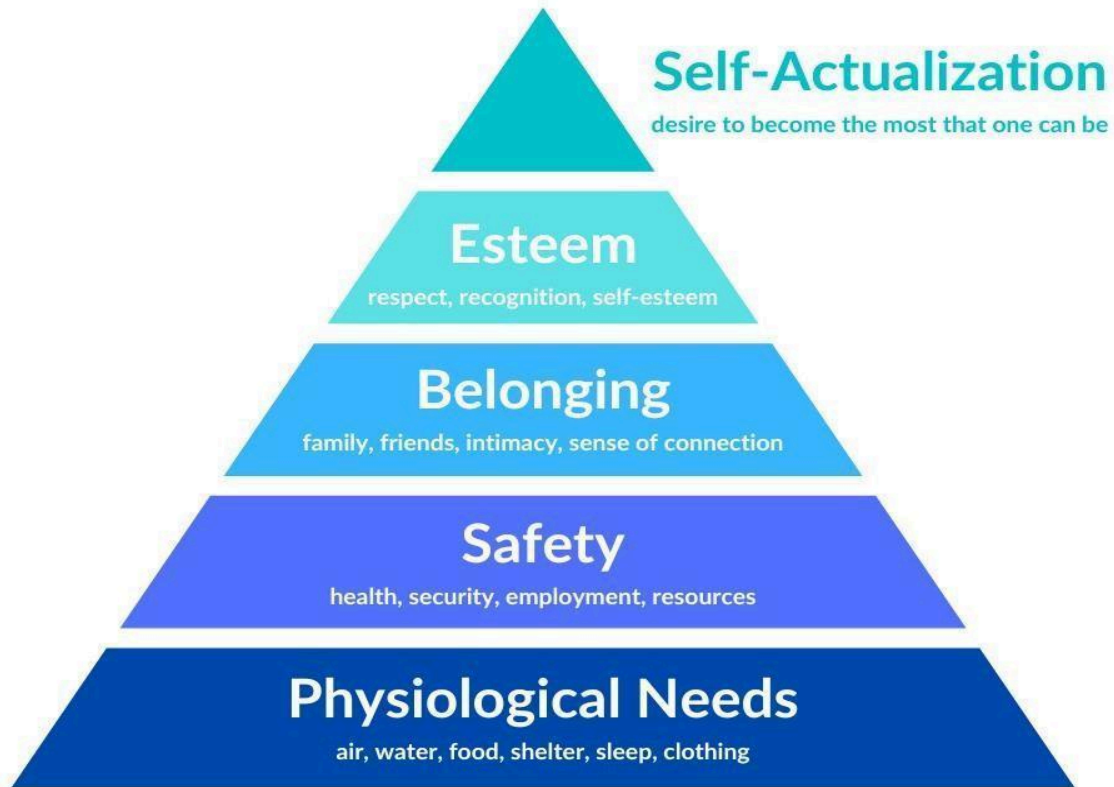 Self-Actualization
desire to become the most that one can be
Esteem
respect, recognition, self-esteem
Belonging
family, friends, intimacy, sense of connection
Safety
health, security, employment, resources
Physiological Needs
air, water, food, shelter, sleep, clothing